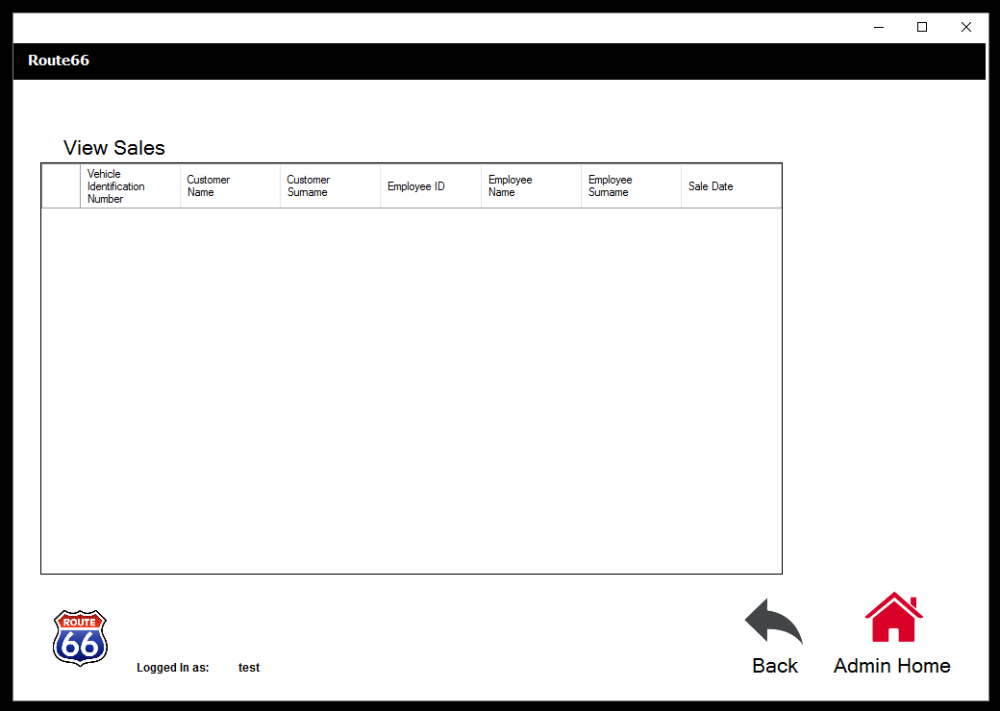 Route66
View Sales
Vehicle
Identification
Number
Customer
Name
Customer
Surname
Employee ID
Employee
Name
Employee
Surname
Sale Date
ROUTE
66
Logged in as: test
Back
Admin Home